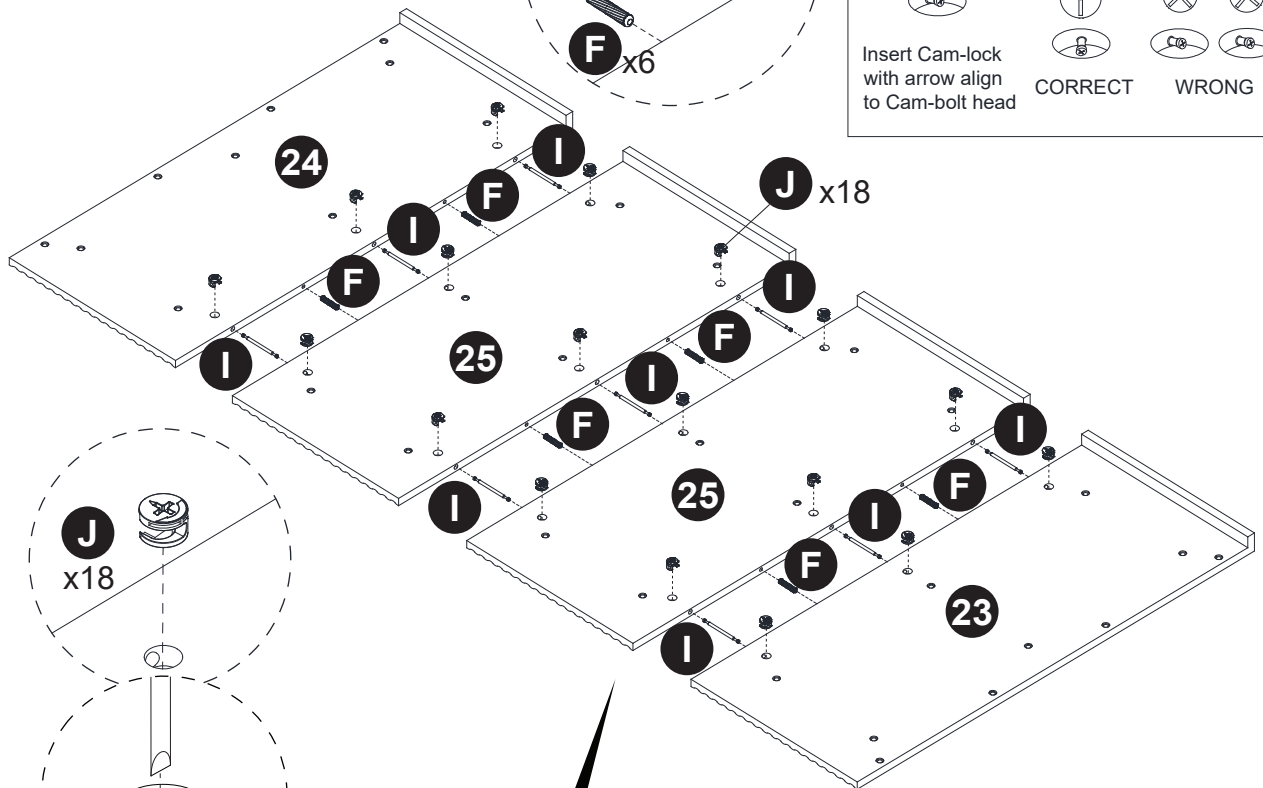 F x6
Insert Cam-lock
with arrow align
to Cam-bolt head
CORRECT
WRONG
24
I
F
I
F
I
J x18
25
I
F
I
F
I
25
I
F
I
F
I
23
J
x18